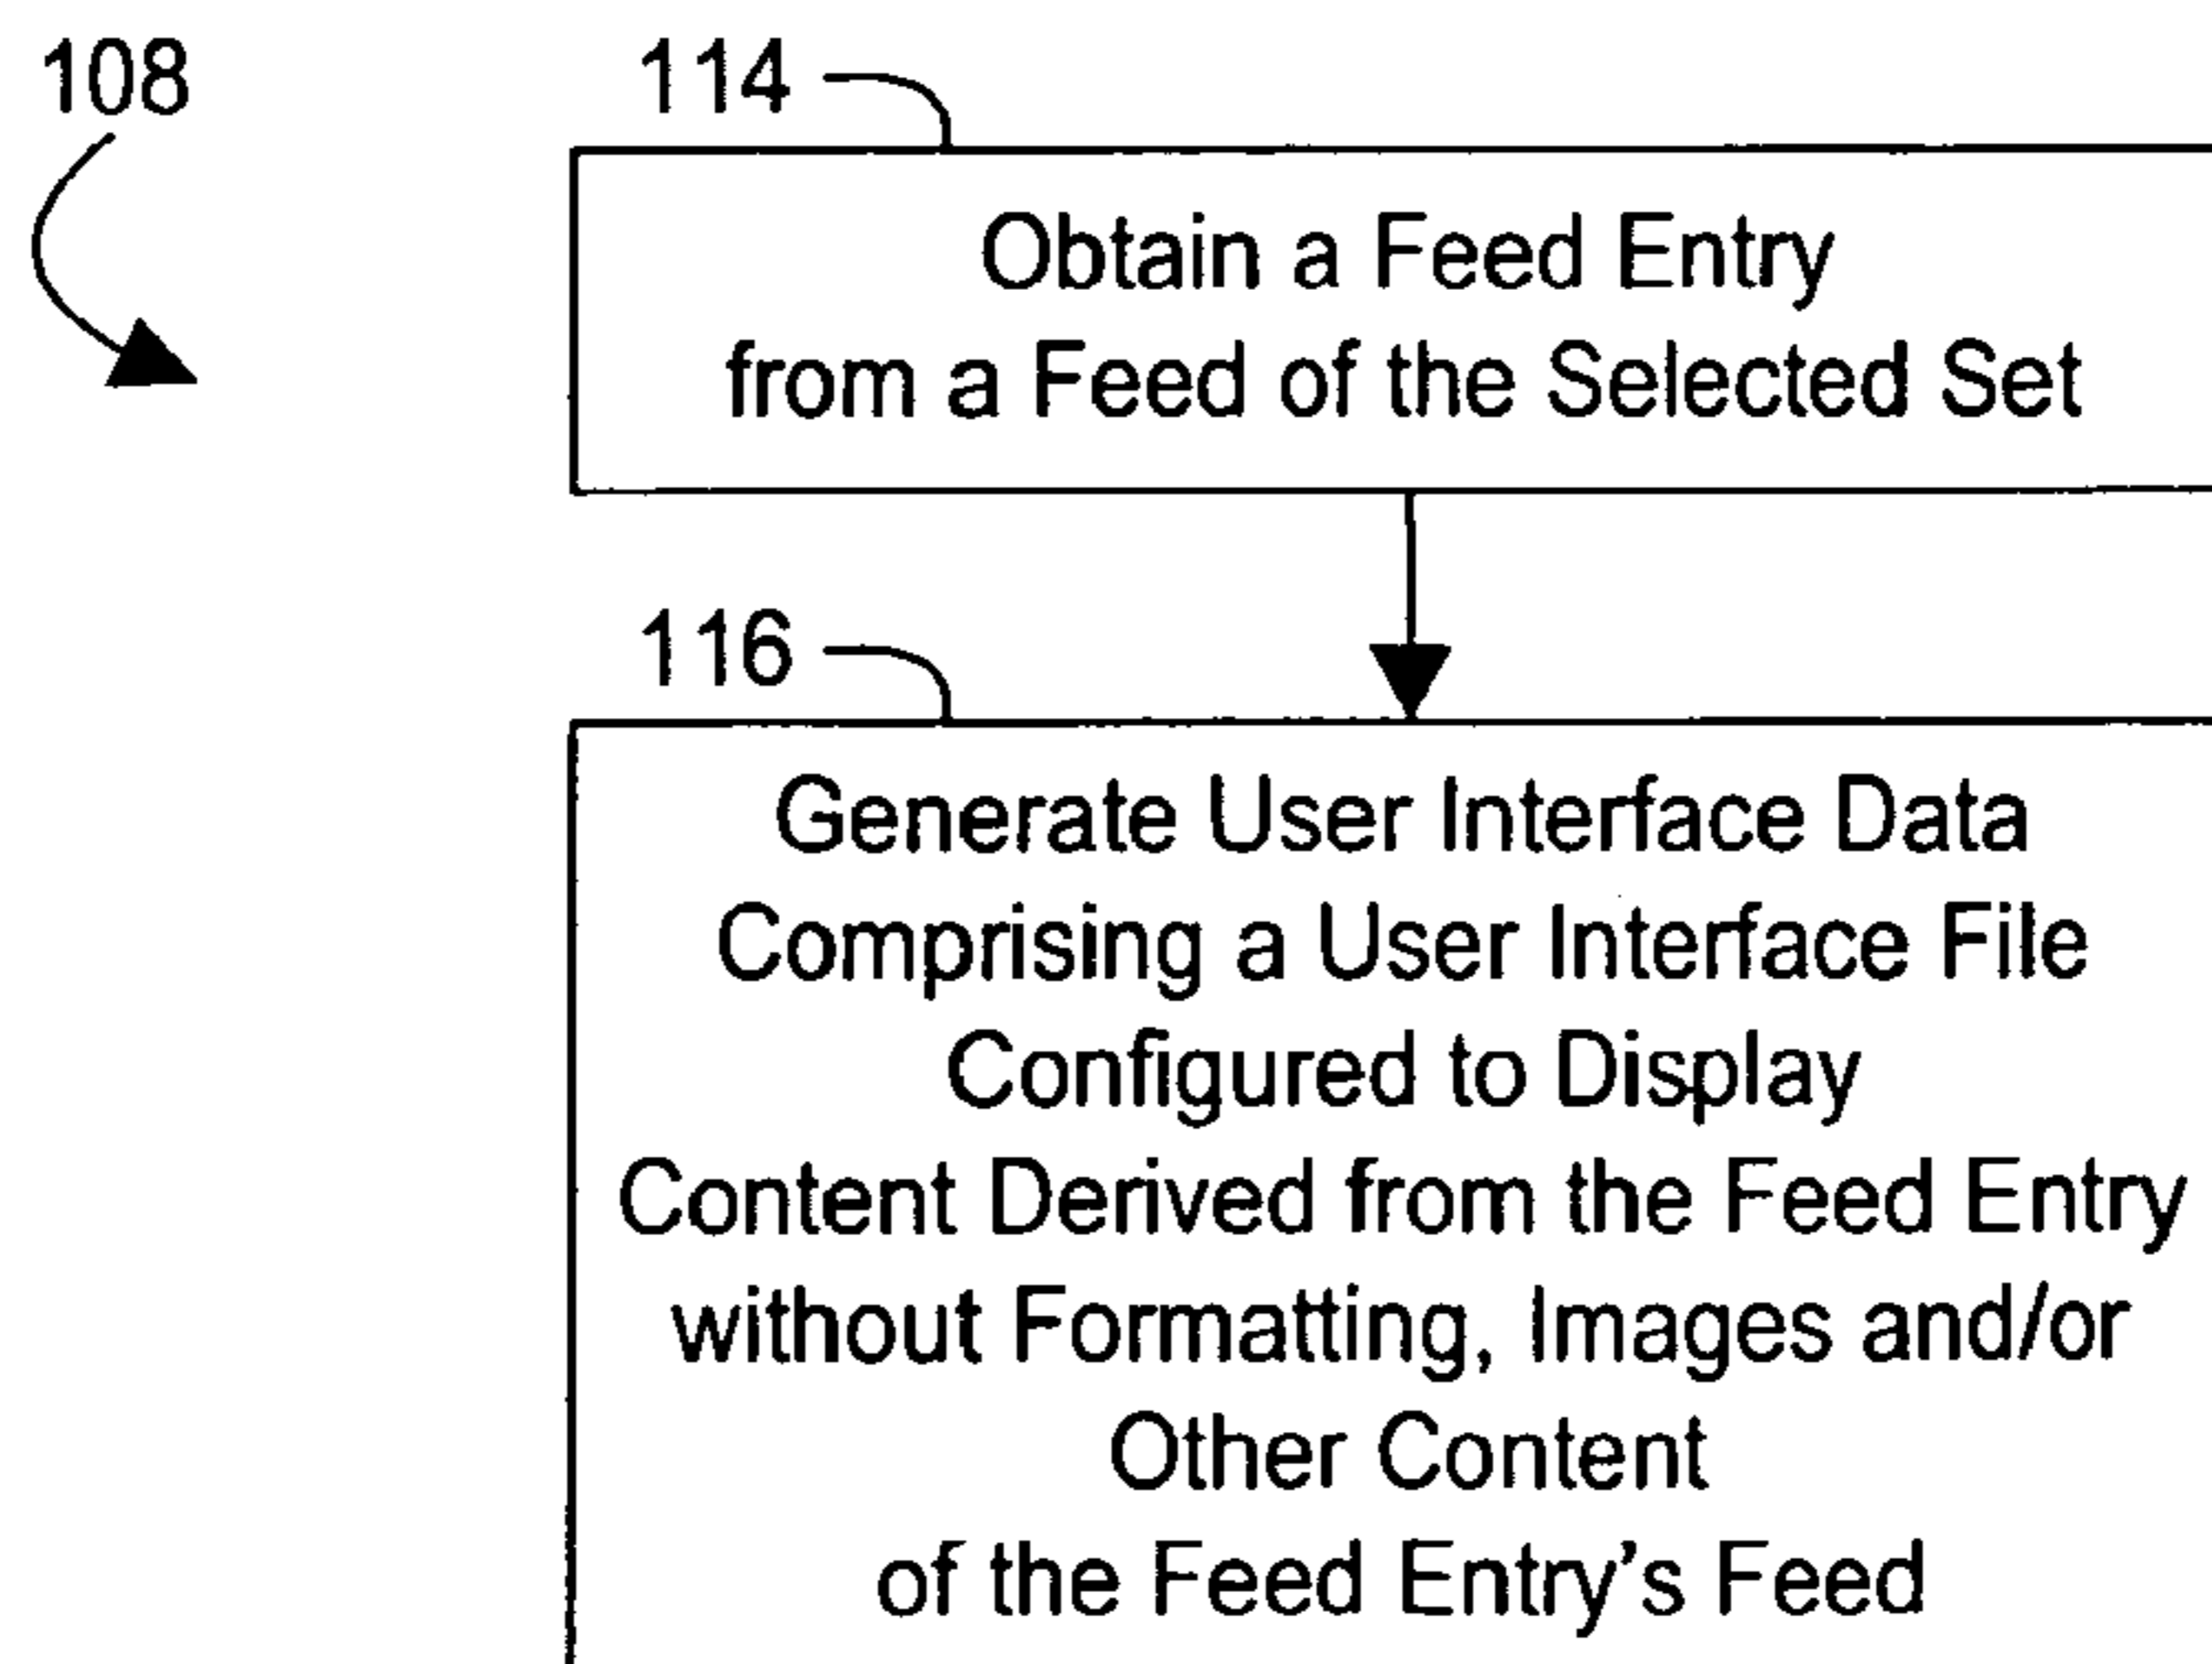 108
114
Obtain a Feed Entry
from a Feed of the Selected Set
116
Generate User Interface Data
Comprising a User Interface File
Configured to Display
Content Derived from the Feed Entry
without Formatting, Images and/or
Other Content
of the Feed Entry's Feed